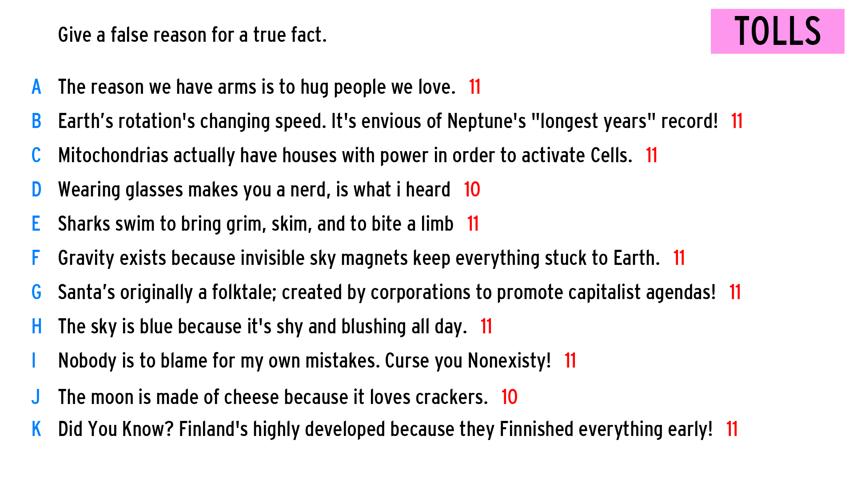 Give a false reason for a true fact.
TOLLS
A The reason we have arms is to hug people we love. 11
B Earth's rotation's changing speed. It's envious of Neptune's "longest years" record! 11
C Mitochondrias actually have houses with power in order to activate Cells. 11
D Wearing glasses makes you a nerd, is what i heard 10
E Sharks swim to bring grim, skim, and to bite a limb 11
F Gravity exists because invisible sky magnets keep everything stuck to Earth. 11
G Santa's originally a folktale; created by corporations to promote capitalist agendas! 11
H The sky is blue because it's shy and blushing all day. 11
I Nobody is to blame for my own mistakes. Curse you Nonexisty! 11
J The moon is made of cheese because it loves crackers. 10
K Did You Know? Finland's highly developed because they Finnished everything early! 11